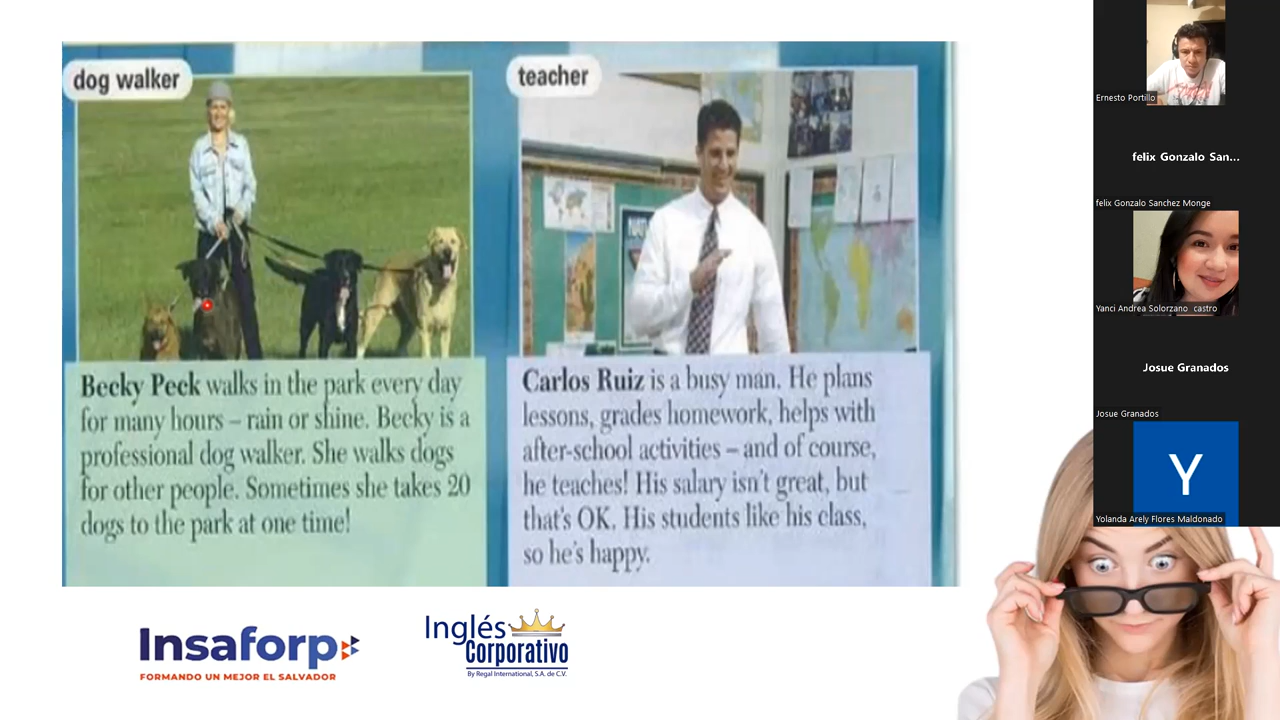 dog walker
Becky Peck walks in the park every day
for many hours – rain or shine. Becky is a
professional dog walker. She walks dogs
for other people. Sometimes she takes 20
dogs to the park at one time!
teacher
Carlos Ruiz is a busy man. He plans
lessons, grades homework, helps with
after-school activities – and of course,
he teaches! His salary isn't great, but
that's OK. His students like his class,
so he's happy.
Insaforp
FORMANDO UN MEJOR EL SALVADOR
Inglés
Corporativo
By Regal International, S.A. de C.V.
Ernesto Portillo
felix Gonzalo San...
felix Gonzalo Sanchez Monge
Yanci Andrea Solorzano castro
Josue Granados
Josue Granados
Y
Yolanda Arely Flores Maldonado